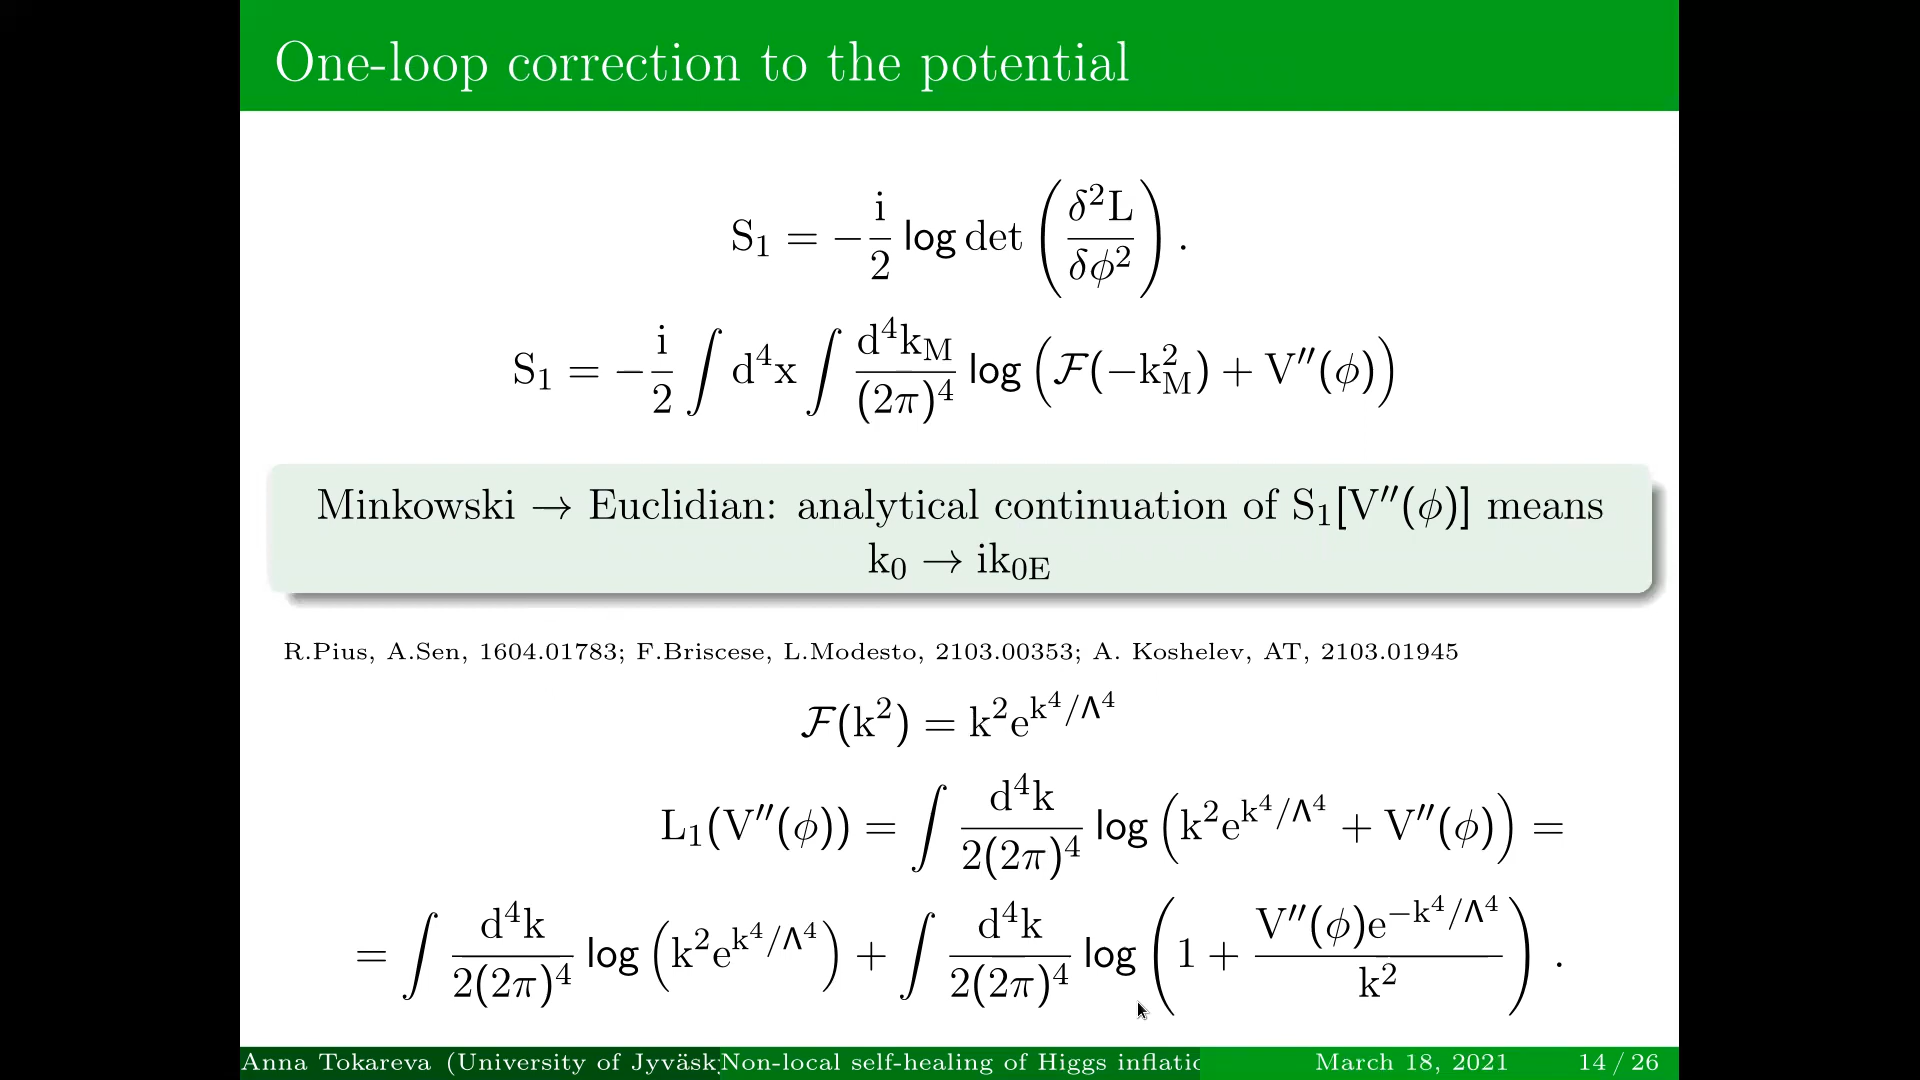 One-loop correction to the potential
S₁ = −i/2 log det (δ²L/δϕ²).
S₁ = −i/2 ∫ d⁴x ∫ d⁴k_M/(2π)⁴ log (ℱ(−k²_M) + V″(ϕ))
Minkowski → Euclidian: analytical continuation of S₁[V″(ϕ)] means
k₀ → ik₀E
R.Pius, A.Sen, 1604.01783; F.Briscese, L.Modesto, 2103.00353; A. Koshelev, AT, 2103.01945
ℱ(k²) = k²e^{k⁴/Λ⁴}
L₁(V″(ϕ)) = ∫ d⁴k/2(2π)⁴ log (k²e^{k⁴/Λ⁴} + V″(ϕ)) =
= ∫ d⁴k/2(2π)⁴ log (k²e^{k⁴/Λ⁴}) + ∫ d⁴k/2(2π)⁴ log (1 + V″(ϕ)e^{−k⁴/Λ⁴}/k²).
Anna Tokareva (University of Jyväsk Non-local self-healing of Higgs inflatio March 18, 2021 14 / 26